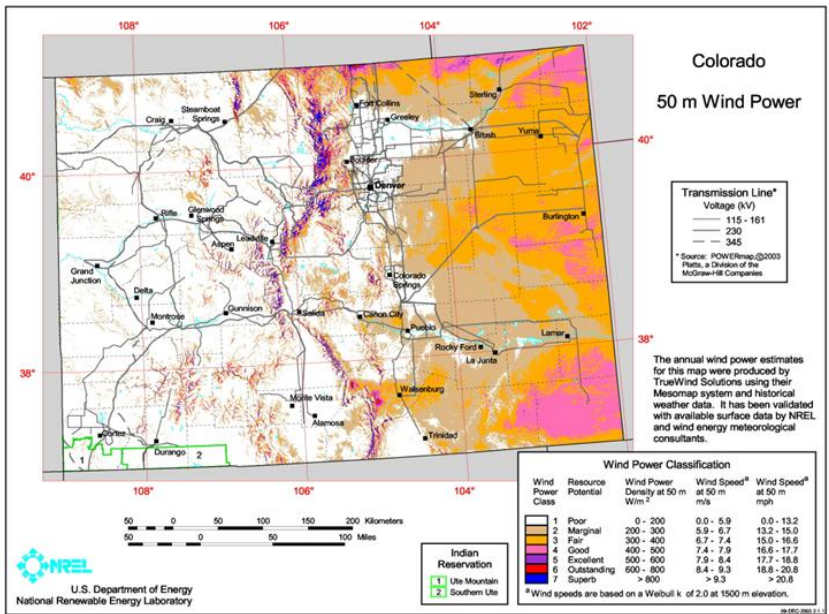 108°
106°
104°
102°
Colorado
50 m Wind Power
Sterling
Fort Collins
Steamboat
Springs
Craig
Greeley
Brush
Yuma
40°
Boulder
40°
Denver
Transmission Line*
Voltage (kV)
115 - 161
230
345
* Source: POWERmap,@2003
Platts, a Division of the
McGraw-Hill Companies
Rifle
Glenwood
Springs
Burlington
Leadville
Aspen
Grand
Junction
Colorado
Springs
Delta
Gunnison
Salida
Canon City
Montrose
Pueblo
Lamar
38°
Rocky Ford
La Junta
The annual wind power estimates
for this map were produced by
TrueWind Solutions using their
Mesomap system and historical
weather data. It has been validated
with available surface data by NREL
and wind energy meteorological
consultants.
38°
Walsenburg
Monte Vista
Alamosa
Trinidad
Cortez
Durango
1
2
108°
106°
104°
Wind Power Classification
Wind Power Class Resource Potential Wind Power Density at 50 m W/m 2 Wind Speed a at 50 m m/s Wind Speed a at 50 m mph
1 Poor 0 - 200 0.0 - 5.9 0.0 - 13.2
2 Marginal 200 - 300 5.9 - 6.7 13.2 - 15.0
3 Fair 300 - 400 6.7 - 7.4 15.0 - 16.6
4 Good 400 - 500 7.4 - 7.9 16.6 - 17.7
5 Excellent 500 - 600 7.9 - 8.4 17.7 - 18.8
6 Outstanding 600 - 800 8.4 - 9.3 18.8 - 20.8
7 Superb > 800 > 9.3 > 20.8
a Wind speeds are based on a Weibull k of 2.0 at 1500 m elevation.
50 0 50 100 150 200 Kilometers
50 0 50 100 Miles
Indian
Reservation
1 Ute Mountain
2 Southern Ute
NREL
U.S. Department of Energy
National Renewable Energy Laboratory